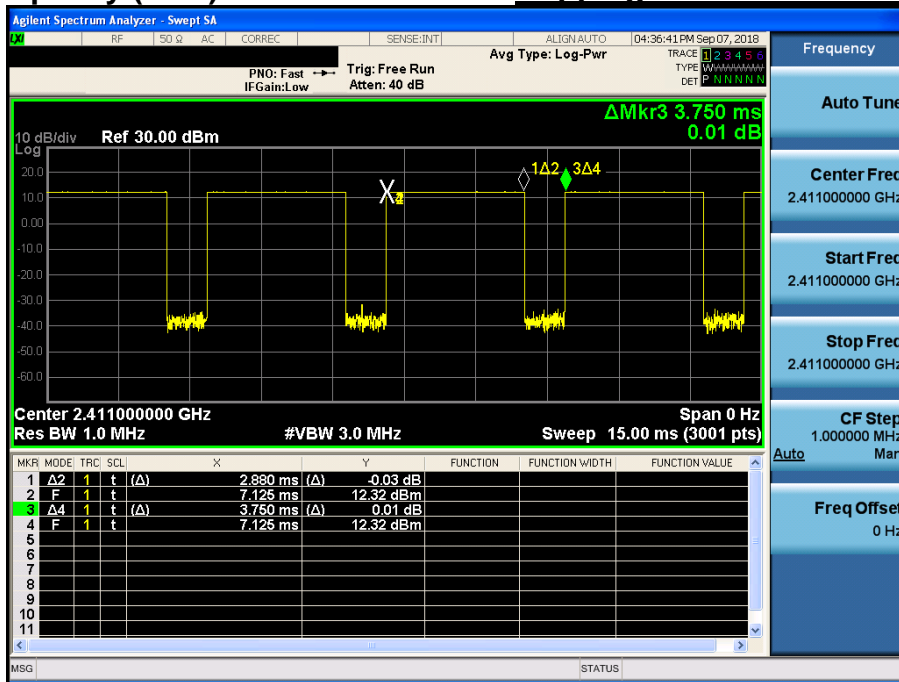 Agilent Spectrum Analyzer - Swept SA
LXI RF 50 Ω AC CORREC SENSE:INT ALIGN AUTO 04:36:41 PM Sep 07, 2018
Avg Type: Log-Pwr TRACE 1 2 3 4 5 6
PNO: Fast Trig: Free Run TYPE WWWWWW
IFGain:Low Atten: 40 dB DET P N N N N N
ΔMkr3 3.750 ms
0.01 dB
10 dB/div Ref 30.00 dBm
Log
20.0
10.0
0.00
-10.0
-20.0
-30.0
-40.0
-50.0
-60.0
1Δ2 3Δ4
Center 2.411000000 GHz Span 0 Hz
Res BW 1.0 MHz #VBW 3.0 MHz Sweep 15.00 ms (3001 pts)
MKR MODE TRC SCL X Y FUNCTION FUNCTION WIDTH FUNCTION VALUE
1 Δ2 1 t (Δ) 2.880 ms (Δ) -0.03 dB
2 F 1 t 7.125 ms 12.32 dBm
3 Δ4 1 t (Δ) 3.750 ms (Δ) 0.01 dB
4 F 1 t 7.125 ms 12.32 dBm
5
6
7
8
9
10
11
MSG STATUS
Frequency
Auto Tune
Center Freq
2.411000000 GHz
Start Freq
2.411000000 GHz
Stop Freq
2.411000000 GHz
CF Step
1.000000 MHz
Auto Man
Freq Offset
0 Hz